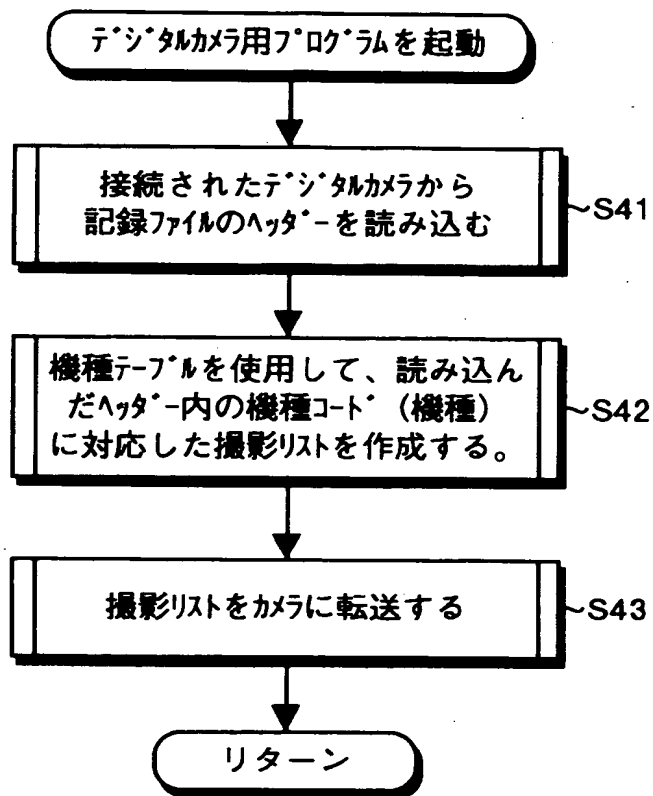 デジタルカメラ用プログラムを起動
接続されたデジタルカメラから
記録ファイルのヘッダーを読み込む
~S41
機種テーブルを使用して、読み込ん
だヘッダー内の機種コード(機種)
に対応した撮影リストを作成する。
~S42
撮影リストをカメラに転送する
~S43
リターン